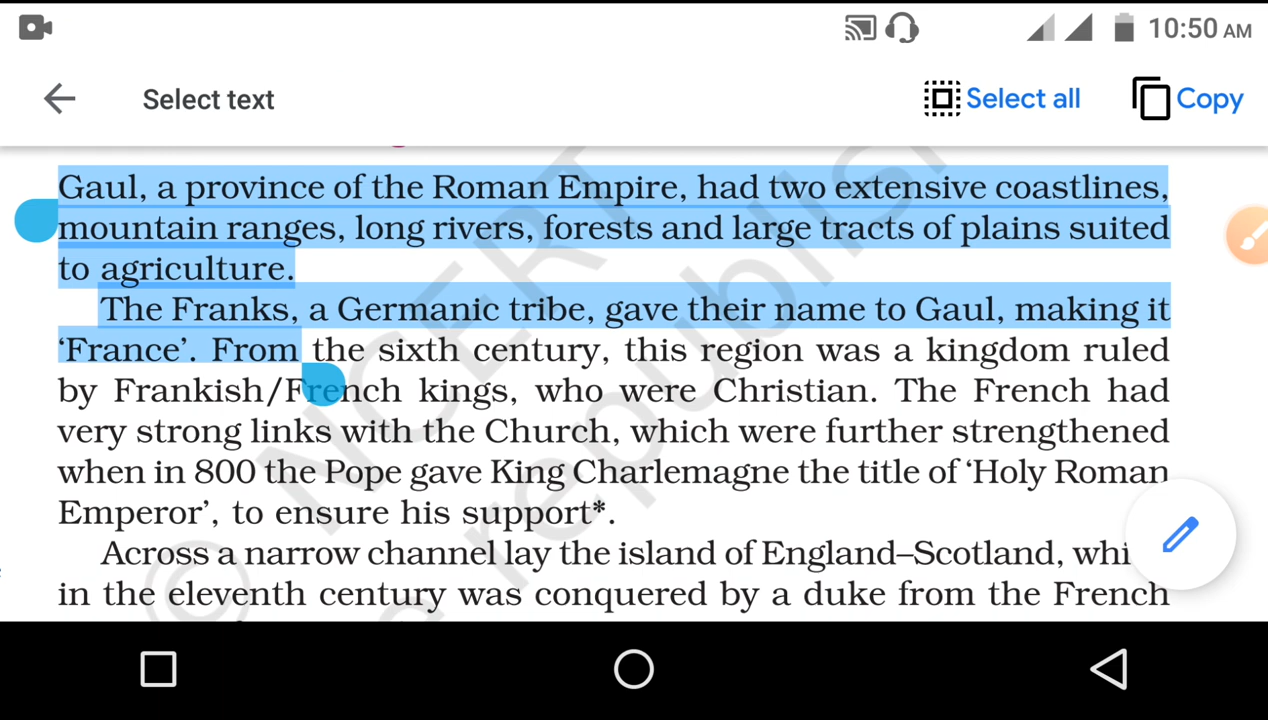 10:50 AM
Select text
Select all
Copy
Gaul, a province of the Roman Empire, had two extensive coastlines,
mountain ranges, long rivers, forests and large tracts of plains suited
to agriculture.
The Franks, a Germanic tribe, gave their name to Gaul, making it
‘France’. From the sixth century, this region was a kingdom ruled
by Frankish/French kings, who were Christian. The French had
very strong links with the Church, which were further strengthened
when in 800 the Pope gave King Charlemagne the title of ‘Holy Roman
Emperor’, to ensure his support*.
Across a narrow channel lay the island of England–Scotland,
in the eleventh century was conquered by a duke from the French
© NCERT
republish